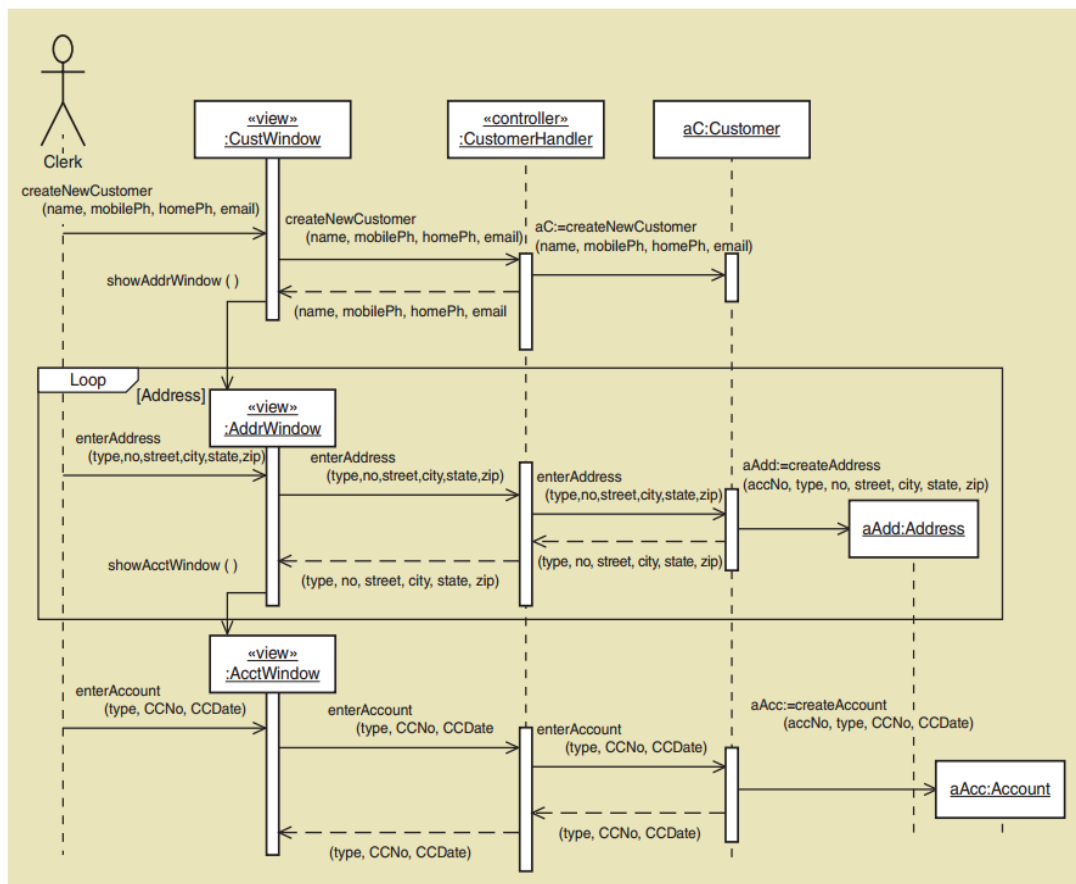 «view»
:CustWindow
«controller»
:CustomerHandler
aC:Customer
Clerk
createNewCustomer
(name, mobilePh, homePh, email)
createNewCustomer
(name, mobilePh, homePh, email)
aC:=createNewCustomer
(name, mobilePh, homePh, email)
showAddrWindow ( )
(name, mobilePh, homePh, email
Loop
[Address]
«view»
:AddrWindow
enterAddress
(type,no,street,city,state,zip)
enterAddress
(type,no,street,city,state,zip)
enterAddress
(type,no,street,city,state,zip)
aAdd:=createAddress
(accNo, type, no, street, city, state, zip)
aAdd:Address
(type, no, street, city, state, zip)
showAcctWindow ( )
(type, no, street, city, state, zip)
«view»
:AcctWindow
enterAccount
(type, CCNo, CCDate)
enterAccount
(type, CCNo, CCDate
enterAccount
(type, CCNo, CCDate)
aAcc:=createAccount
(accNo, type, CCNo, CCDate)
aAcc:Account
(type, CCNo, CCDate)
(type, CCNo, CCDate)